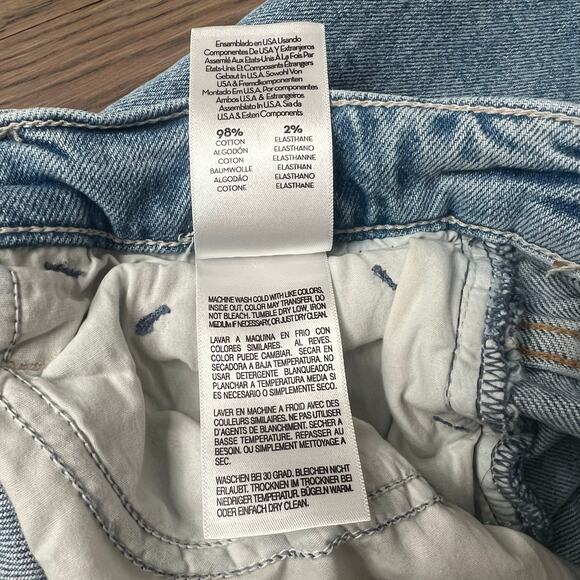 Ensamblado en USA Usando
Componentes De USA Y Extranjeros
Assemlé Aux Etats-Unis À La Fois Par
Etats-Unis Et Composants Étrangers
Gebaut In U.S.A. Sowohl Von
USA & Fremdkomponenten
Montado Em U.S.A. Por componentes
Ambos U.S.A. & Estrangeiros
Assemblato In U.S.A. Sia da
USA & Esteri Components
98% 2%
COTTON ELASTHANE
ALGODÓN ELASTHANO
COTON ELASTHANNE
BAUMWOLLE ELASTHAN
ALGODÃO ELASTHANO
COTONE ELASTHANE
MACHINE WASH COLD WITH LIKE COLORS,
INSIDE OUT, COLOR MAY TRANSFER, DO
NOT BLEACH. TUMBLE DRY LOW, IRON
MEDIUM IF NECESSARY, OR JUST DRY CLEAN.
LAVAR A MAQUINA EN FRIO CON
COLORES SIMILARES. AL REVES.
COLOR PUEDE CAMBIAR. SECAR EN
SECADORA A BAJA TEMPERATURA. NO
USAR DETERGENTE BLANQUEADOR.
PLANCHAR A TEMPERATURA MEDIA SI
ES NECESARIO O SIMPLEMENTE SECO.
LAVER EN MACHINE A FROID AVEC DES
COULEURS SIMILAIRES. NE PAS UTILISER
D'AGENTS DE BLANCHIMENT. SECHER A
BASSE TEMPERATURE. REPASSER AU
BESOIN. OU SIMPLEMENT NETTOYAGE A
SEC.
WASCHEN BEI 30 GRAD. BLEICHEN NICHT
ERLAUBT. TROCKNEN IM TROCKNER BEI
NIEDRIGER TEMPERATUR. BÜGELN WARM.
ODER EINFACH DRY CLEAN.